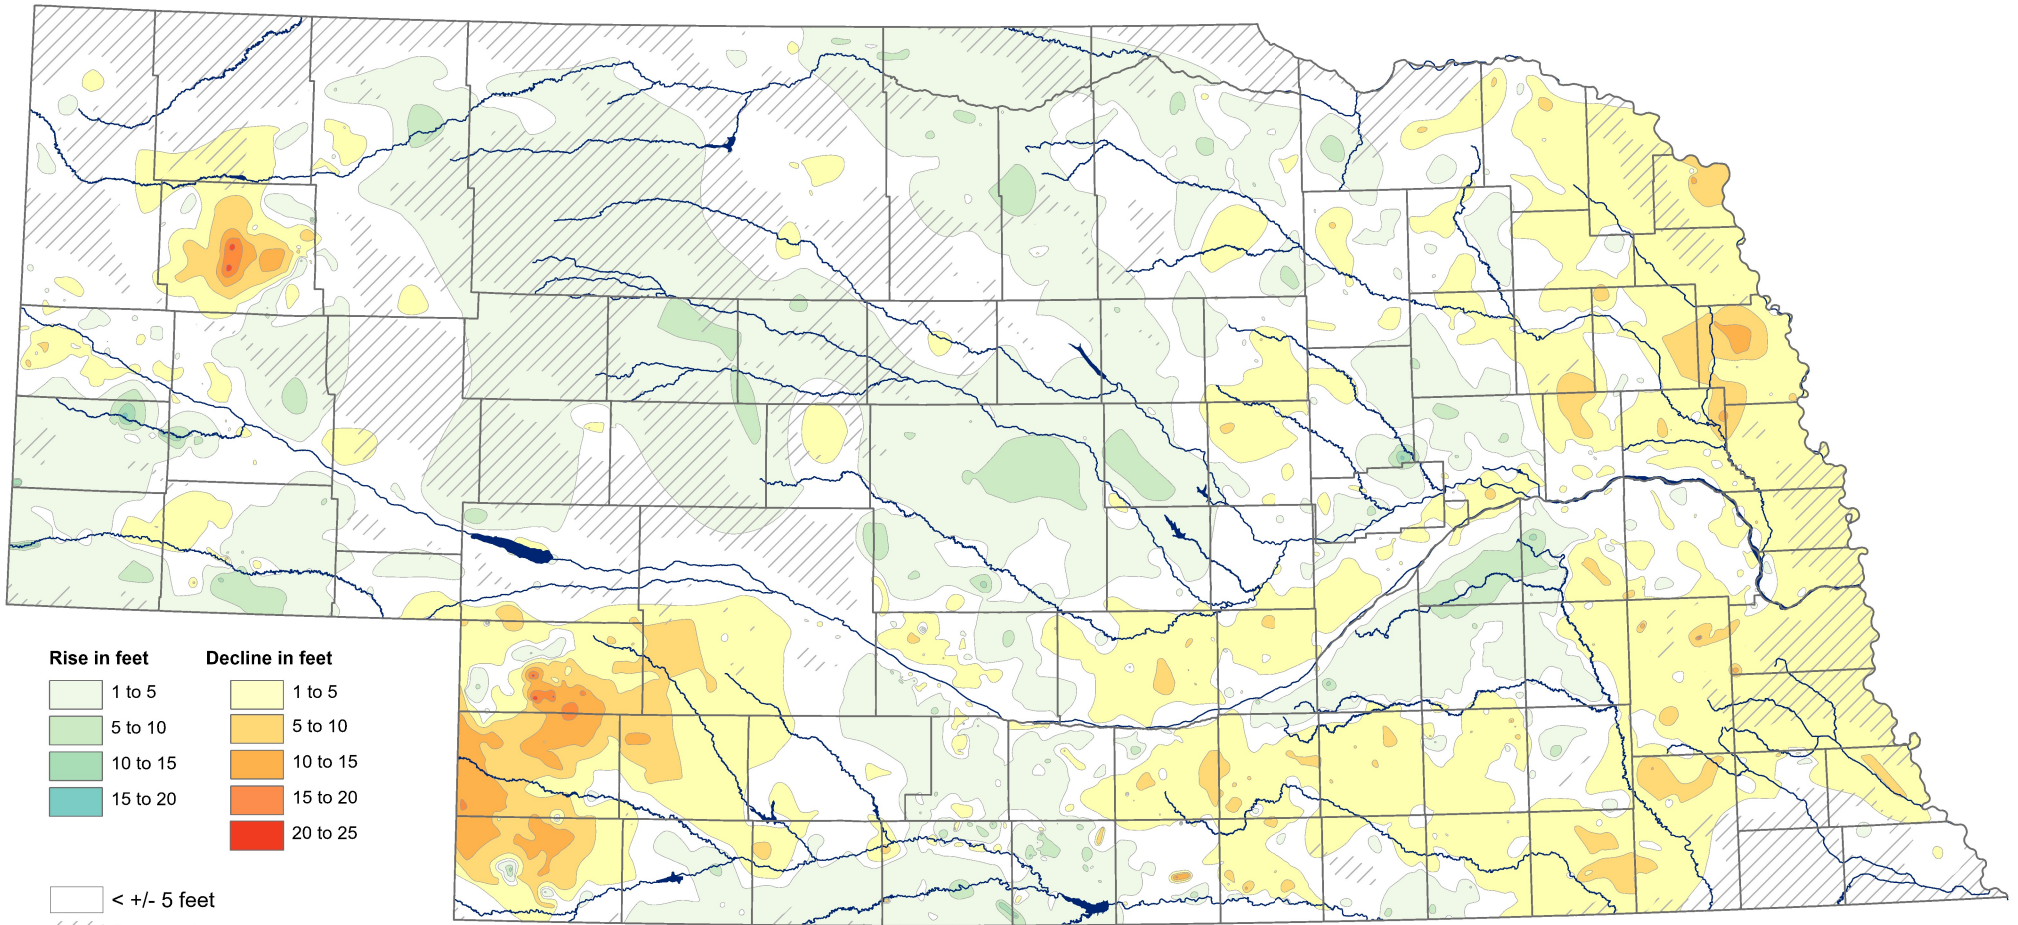 Rise in feet
Decline in feet
1 to 5
1 to 5
5 to 10
5 to 10
10 to 15
10 to 15
15 to 20
15 to 20
20 to 25
< +/- 5 feet